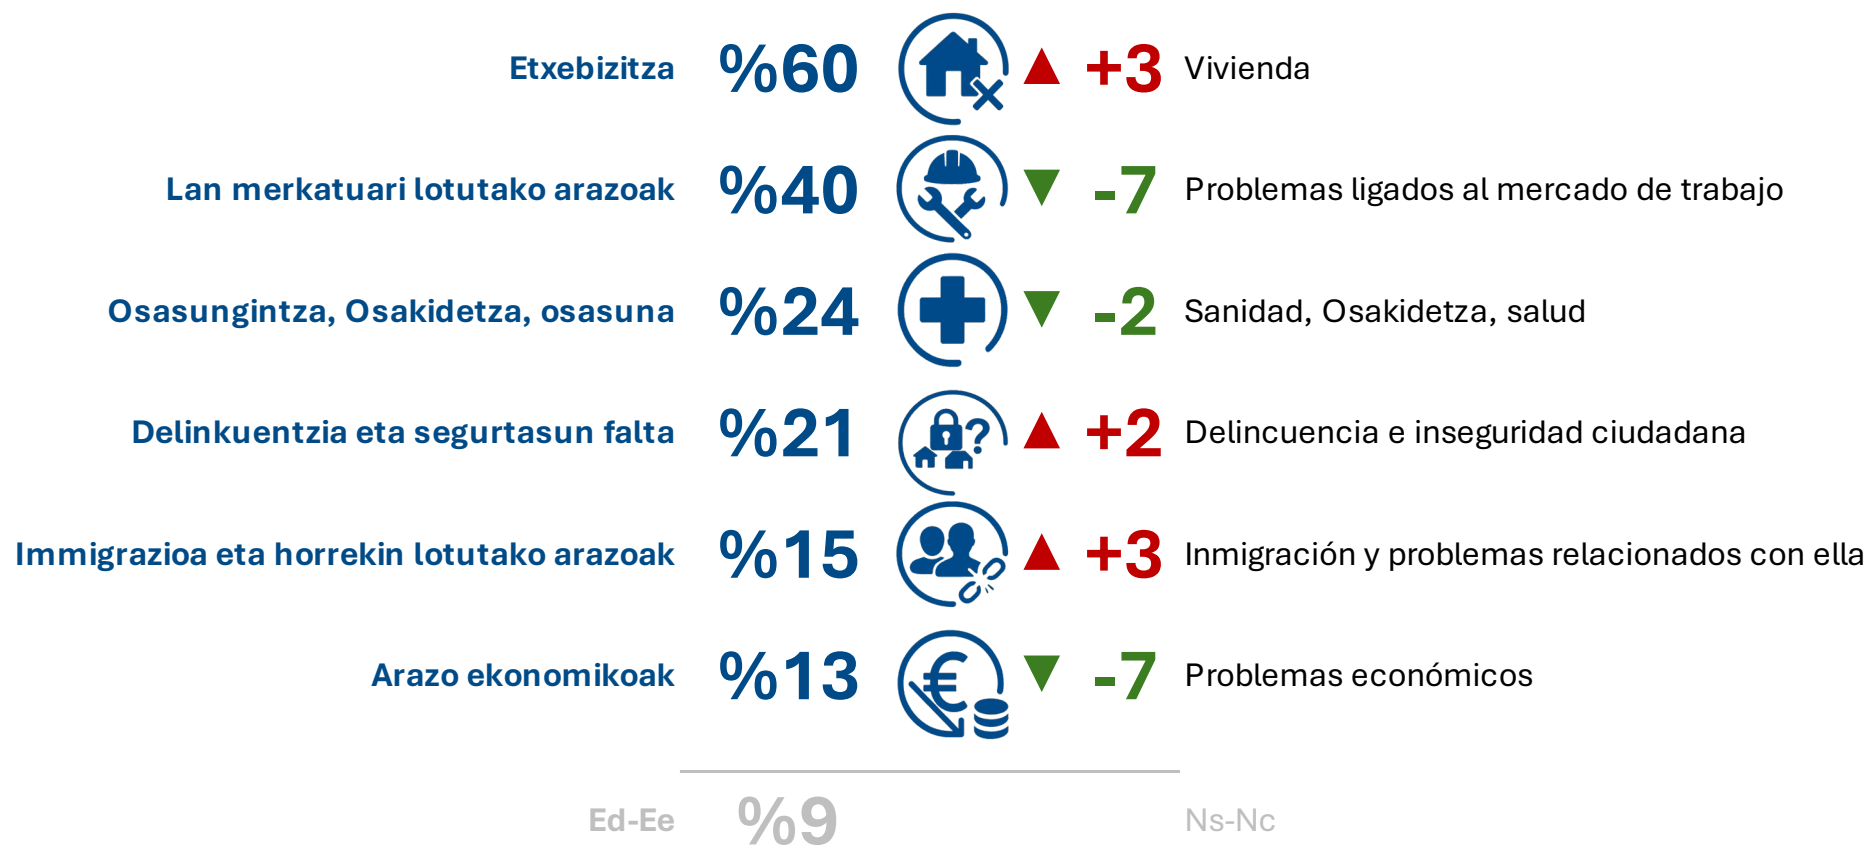 Etxebizitza %60 ▲ +3 Vivienda
Lan merkatuari lotutako arazoak %40 ▼ -7 Problemas ligados al mercado de trabajo
Osasungintza, Osakidetza, osasuna %24 ▼ -2 Sanidad, Osakidetza, salud
Delinkuentzia eta segurtasun falta %21 ▲ +2 Delincuencia e inseguridad ciudadana
Immigrazioa eta horrekin lotutako arazoak %15 ▲ +3 Inmigración y problemas relacionados con ella
Arazo ekonomikoak %13 ▼ -7 Problemas económicos
Ed-Ee %9 Ns-Nc